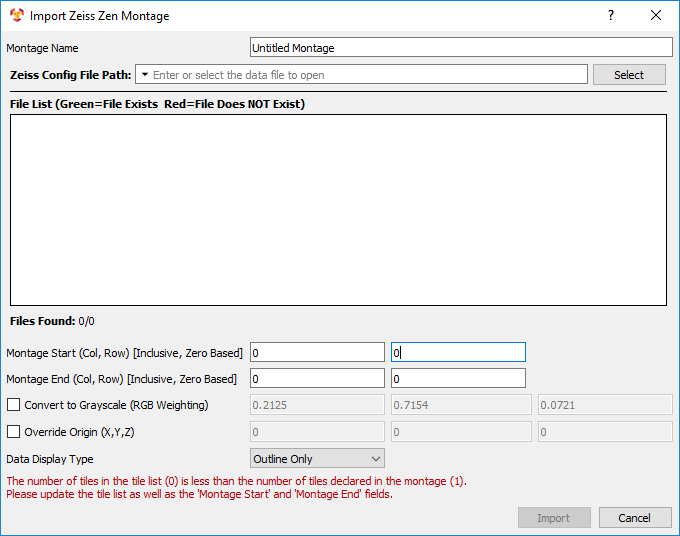 Import Zeiss Zen Montage ?
Montage Name Untitled Montage
Zeiss Config File Path: Enter or select the data file to open Select
File List (Green=File Exists Red=File Does NOT Exist)
Files Found: 0/0
Montage Start (Col, Row) [Inclusive, Zero Based] 0 0
Montage End (Col, Row) [Inclusive, Zero Based] 0 0
Convert to Grayscale (RGB Weighting) 0.2125 0.7154 0.0721
Override Origin (X,Y,Z) 0 0 0
Data Display Type Outline Only
The number of tiles in the tile list (0) is less than the number of tiles declared in the montage (1).
Please update the tile list as well as the 'Montage Start' and 'Montage End' fields.
Import Cancel